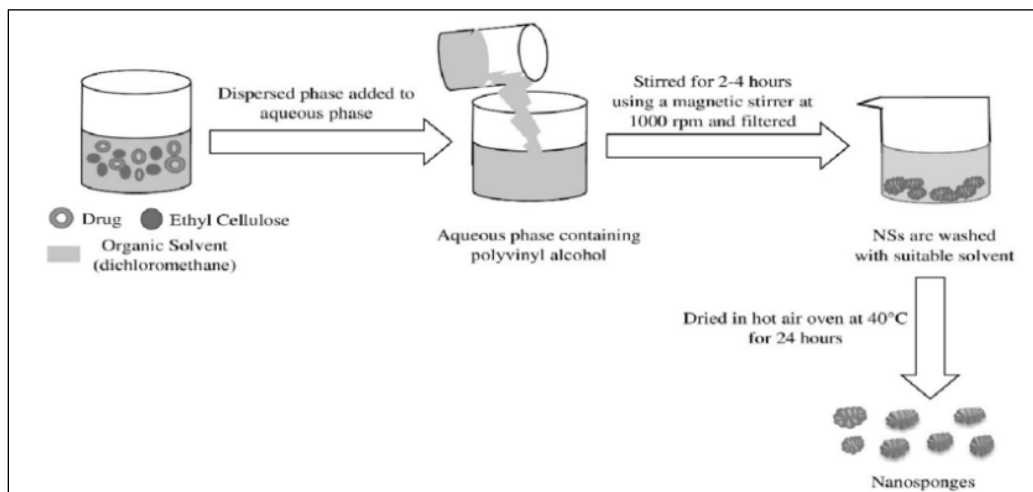 Dispersed phase added to
aqueous phase
Stirred for 2-4 hours
using a magnetic stirrer at
1000 rpm and filtered
Drug
Ethyl Cellulose
Organic Solvent
(dichloromethane)
Aqueous phase containing
polyvinyl alcohol
NSs are washed
with suitable solvent
Dried in hot air oven at 40°C
for 24 hours
Nanosponges